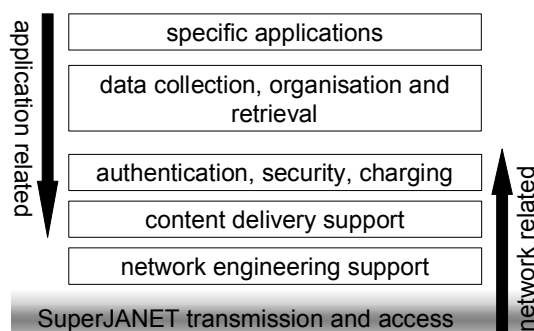 application related
specific applications
data collection, organisation and
retrieval
authentication, security, charging
content delivery support
network engineering support
SuperJANET transmission and access
network related